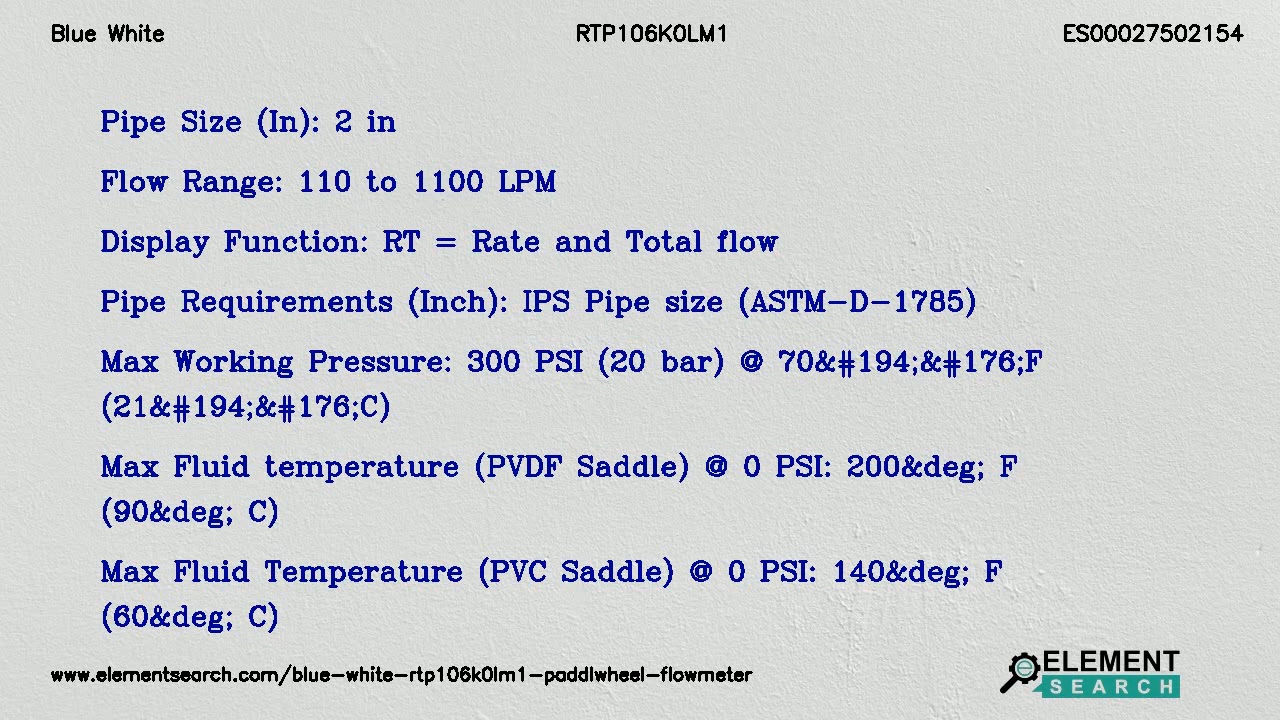 Blue White
RTP106K0LM1
ES00027502154
Pipe Size (In): 2 in
Flow Range: 110 to 1100 LPM
Display Function: RT = Rate and Total flow
Pipe Requirements (Inch): IPS Pipe size (ASTM-D-1785)
Max Working Pressure: 300 PSI (20 bar) @ 70&#194;&#176;F
(21&#194;&#176;C)
Max Fluid temperature (PVDF Saddle) @ 0 PSI: 200&deg; F
(90&deg; C)
Max Fluid Temperature (PVC Saddle) @ 0 PSI: 140&deg; F
(60&deg; C)
www.elementsearch.com/blue-white-rtp106k0lm1-paddlwheel-flowmeter
e ELEMENT
SEARCH